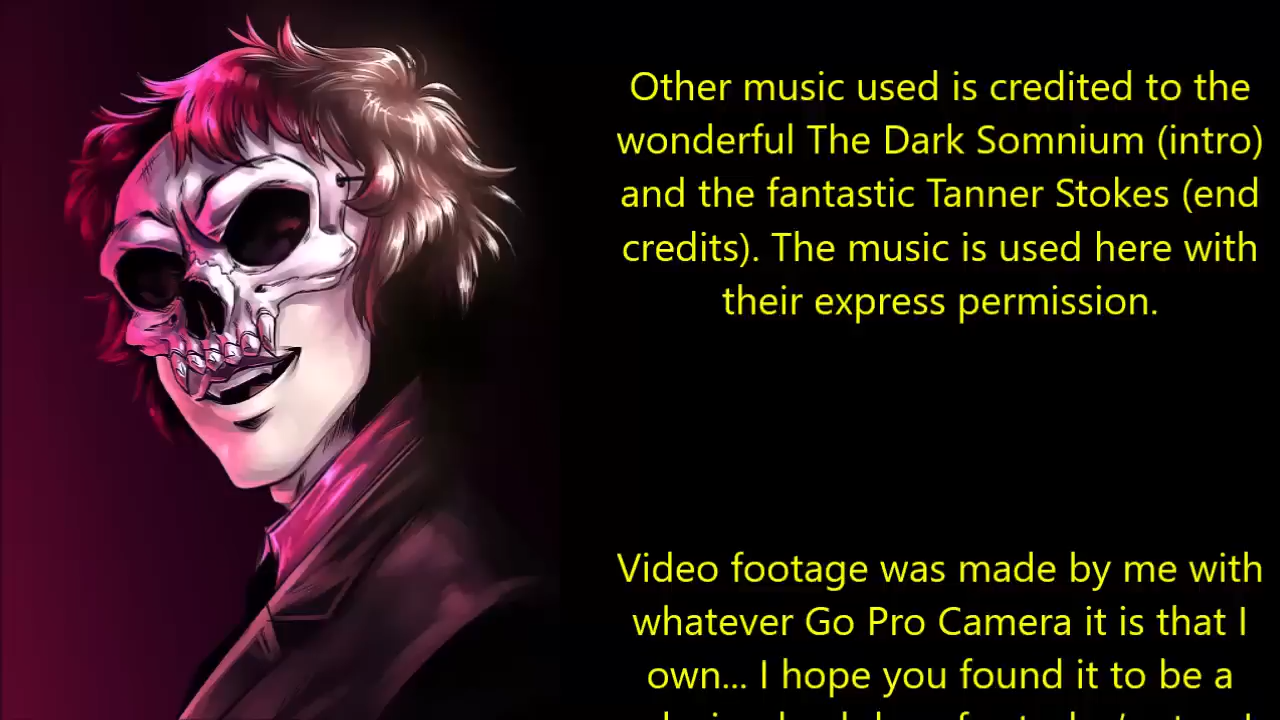 Other music used is credited to the
wonderful The Dark Somnium (intro)
and the fantastic Tanner Stokes (end
credits). The music is used here with
their express permission.
Video footage was made by me with
whatever Go Pro Camera it is that I
own... I hope you found it to be a